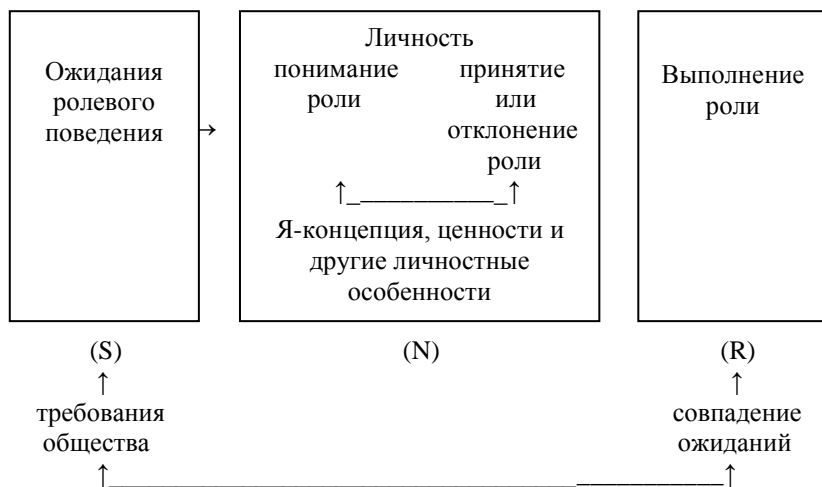 Ожидания
ролевого
поведения
→
Личность
понимание принятие
роли или
отклонение
роли
↑_ __________ _↑
Я-концепция, ценности и
другие личностные
особенности
Выполнение
роли
(S) (N) (R)
↑ ↑
требования совпадение
общества ожиданий
↑ ↑